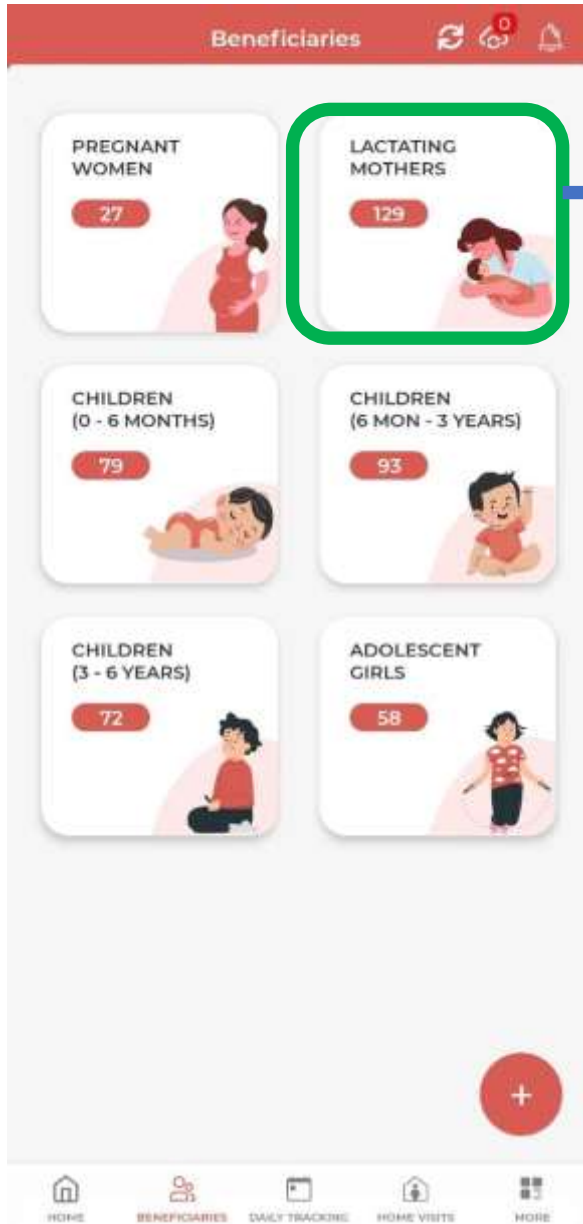 Beneficiaries
0
PREGNANT
WOMEN
27
LACTATING
MOTHERS
129
CHILDREN
(0 - 6 MONTHS)
79
CHILDREN
(6 MON - 3 YEARS)
93
CHILDREN
(3 - 6 YEARS)
72
ADOLESCENT
GIRLS
58
+
HOME
BENEFICIARIES
DAILY TRACKING
HOME VISITS
MORE